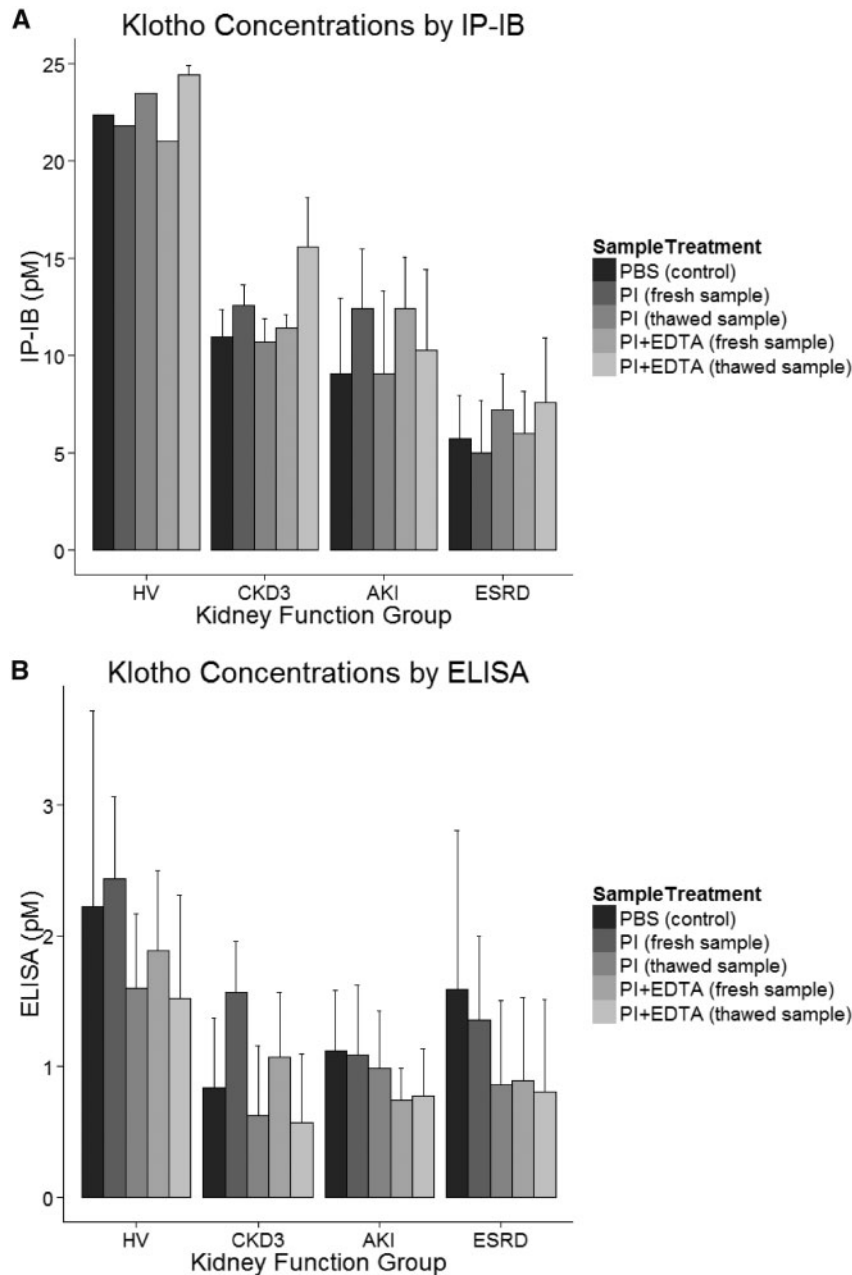 A
Klotho Concentrations by IP-IB
25
20
15
10
5
0
IP-IB (pM)
HV CKD3 AKI ESRD
Kidney Function Group
SampleTreatment
PBS (control)
PI (fresh sample)
PI (thawed sample)
PI+EDTA (fresh sample)
PI+EDTA (thawed sample)
B
Klotho Concentrations by ELISA
3
2
1
0
ELISA (pM)
HV CKD3 AKI ESRD
Kidney Function Group
SampleTreatment
PBS (control)
PI (fresh sample)
PI (thawed sample)
PI+EDTA (fresh sample)
PI+EDTA (thawed sample)